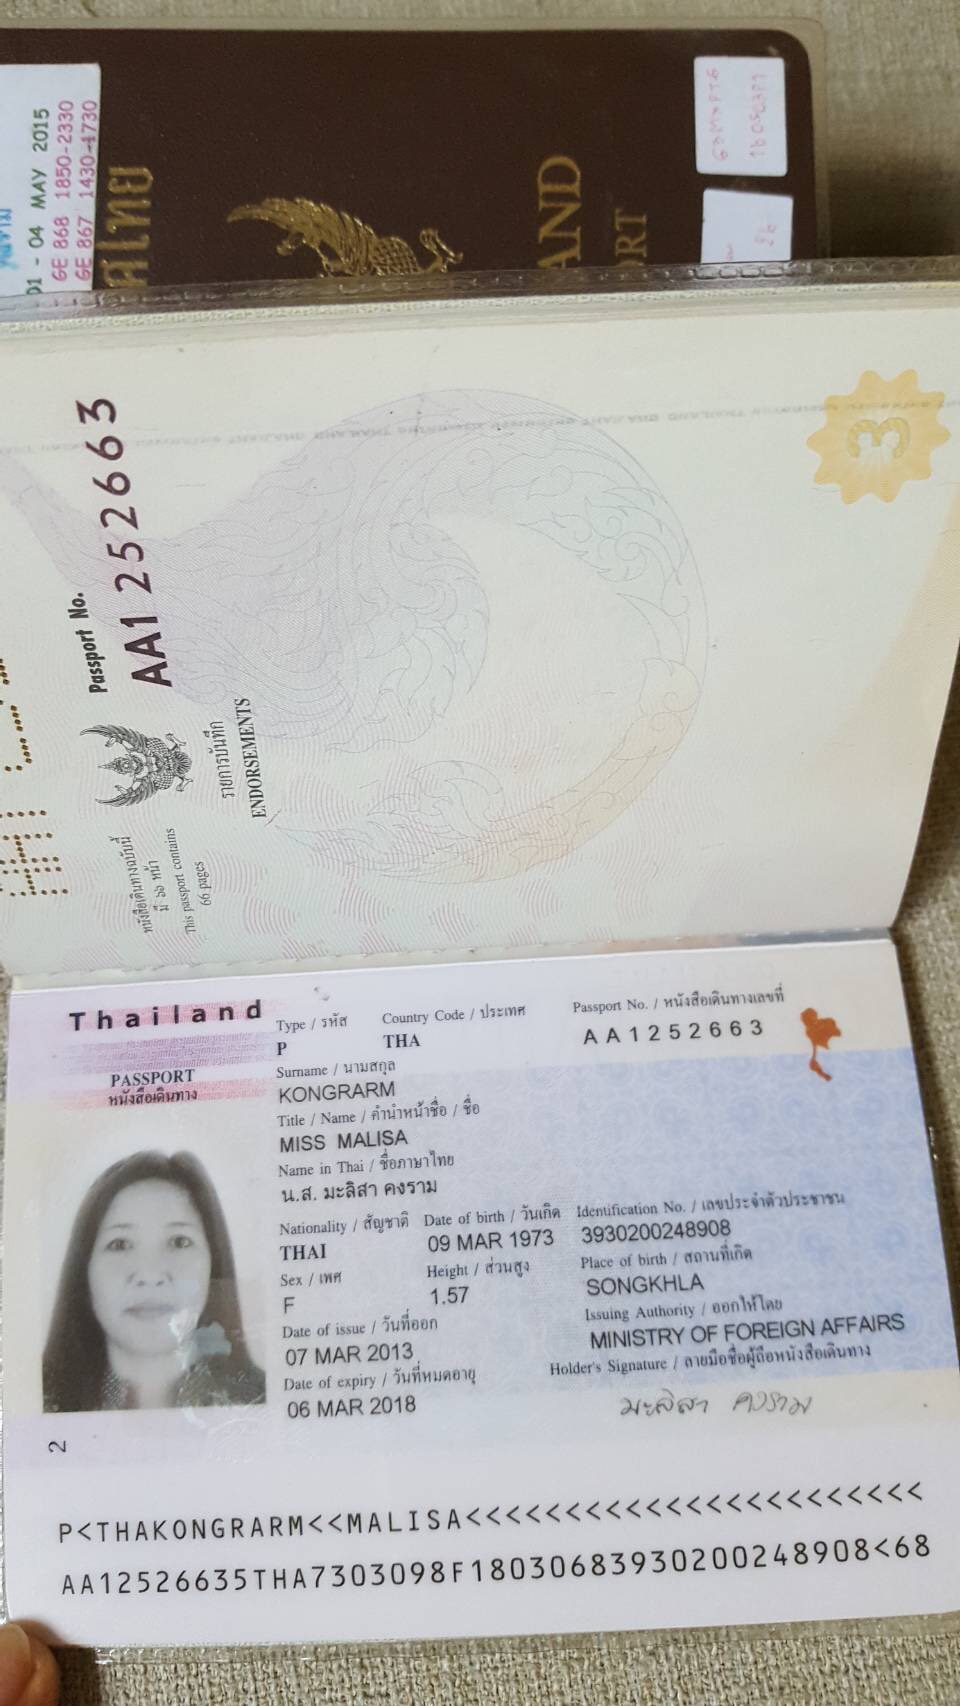 01 - 04 MAY 2015
GE 868 1850-2330
GE 867 1430-1730
Passport No.
AA1252663
หนังสือเดินทางฉบับนี้
มี ๖๖ หน้า
This passport contains
66 pages
รายการบันทึก
ENDORSEMENTS
3
Thailand
PASSPORT
หนังสือเดินทาง
Type / รหัส
Country Code / ประเทศ
Passport No. / หนังสือเดินทางเลขที่
P
THA
AA1252663
Surname / นามสกุล
KONGRARM
Title / Name / คำนำหน้าชื่อ / ชื่อ
MISS MALISA
Name in Thai / ชื่อภาษาไทย
น.ส. มะลิสา คงราม
Nationality / สัญชาติ
Date of birth / วันเกิด
Identification No. / เลขประจำตัวประชาชน
THAI
09 MAR 1973
3930200248908
Sex / เพศ
Height / ส่วนสูง
Place of birth / สถานที่เกิด
F
1.57
SONGKHLA
Date of issue / วันที่ออก
Issuing Authority / ออกให้โดย
07 MAR 2013
MINISTRY OF FOREIGN AFFAIRS
Date of expiry / วันที่หมดอายุ
Holder's Signature / ลายมือชื่อผู้ถือหนังสือเดินทาง
06 MAR 2018
มะลิสา คงราม
2
P<THAKONGRARM<<MALISA<<<<<<<<<<<<<<<<<<<<<<<
AA12526635THA7303098F18030683930200248908<68